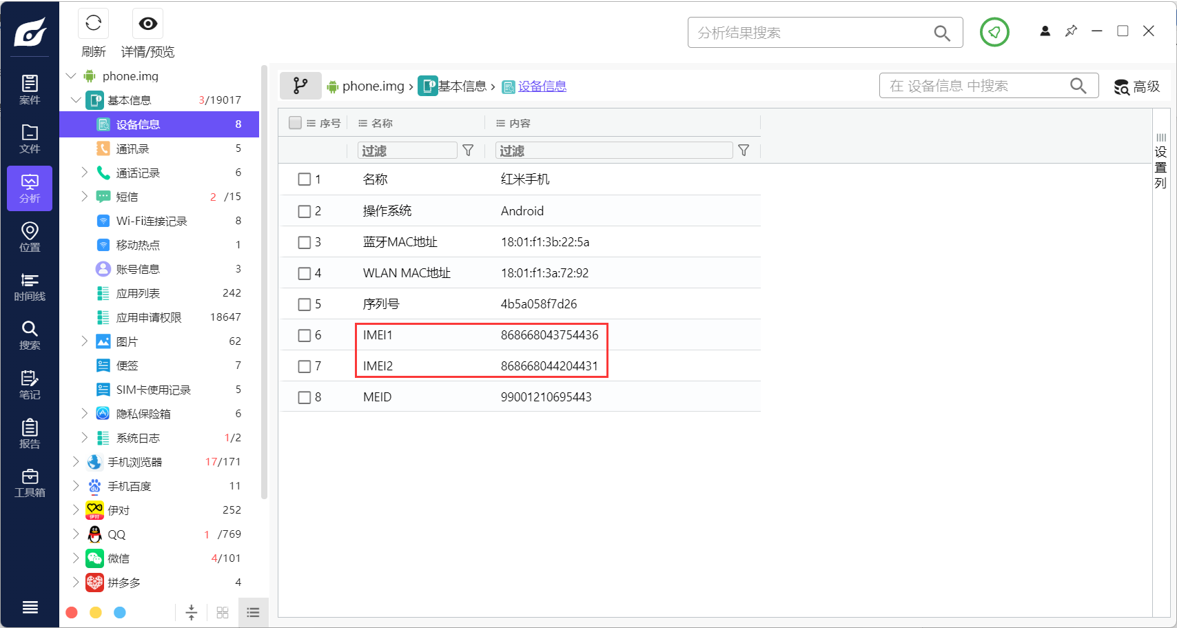 刷新 详情/预览
分析结果搜索
案件
文件
分析
位置
时间线
搜索
笔记
报告
工具箱
phone.img
基本信息 3/19017
设备信息 8
通讯录 5
通话记录 6
短信 2 /15
Wi-Fi连接记录 8
移动热点 1
账号信息 3
应用列表 242
应用申请权限 18647
图片 62
便签 7
SIM卡使用记录 5
隐私保险箱 6
系统日志 1/2
手机浏览器 17/171
手机百度 11
伊对 252
QQ 1 /769
微信 4/101
拼多多 4
phone.img › 基本信息 › 设备信息
在 设备信息 中搜索
高级
序号 名称 内容
过滤 过滤
1 名称 红米手机
2 操作系统 Android
3 蓝牙MAC地址 18:01:f1:3b:22:5a
4 WLAN MAC地址 18:01:f1:3a:72:92
5 序列号 4b5a058f7d26
6 IMEI1 868668043754436
7 IMEI2 868668044204431
8 MEID 99001210695443
设置列